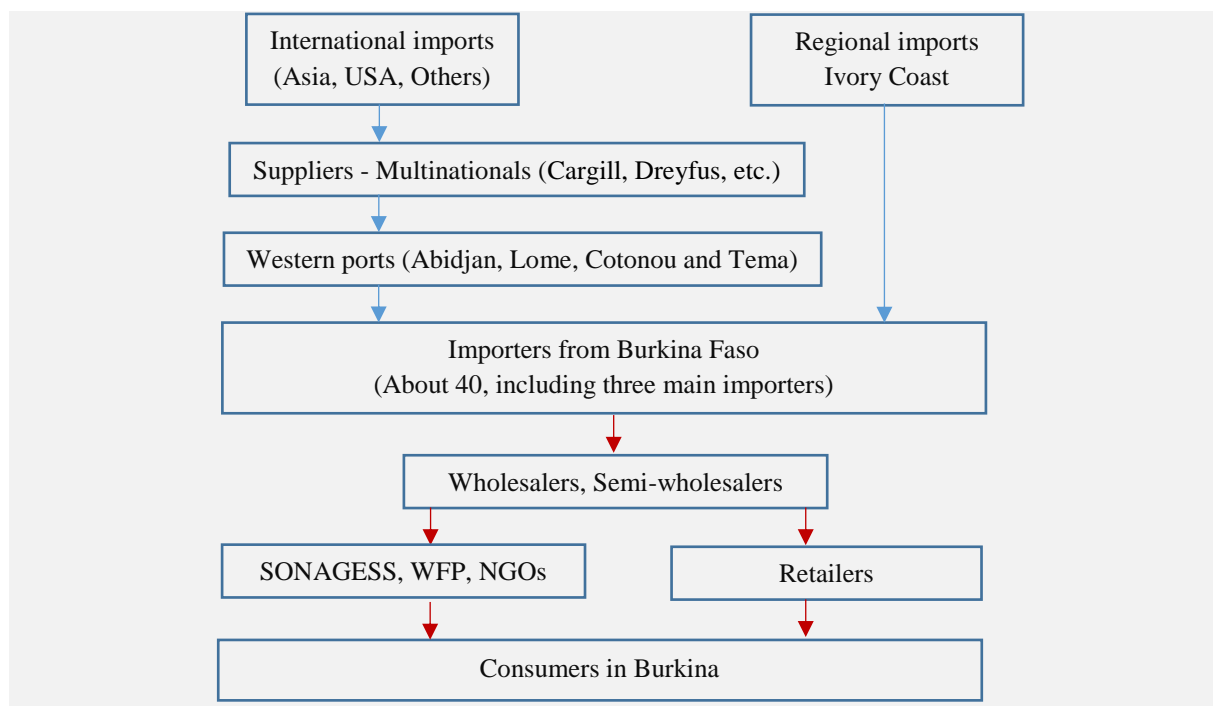 International imports
(Asia, USA, Others)
Regional imports
Ivory Coast
Suppliers - Multinationals (Cargill, Dreyfus, etc.)
Western ports (Abidjan, Lome, Cotonou and Tema)
Importers from Burkina Faso
(About 40, including three main importers)
Wholesalers, Semi-wholesalers
SONAGESS, WFP, NGOs
Retailers
Consumers in Burkina